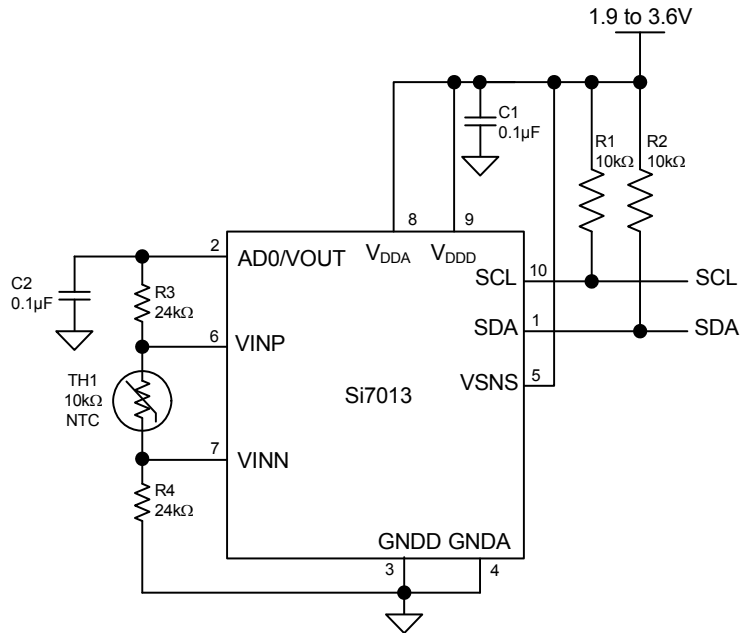 1.9 to 3.6V
C1
0.1µF
R1
10kΩ
R2
10kΩ
8
9
2
AD0/VOUT
VDDA
VDDD
C2
0.1µF
R3
24kΩ
SCL
10
SCL
SDA
1
SDA
6
VINP
TH1
10kΩ
NTC
VSNS
5
Si7013
7
VINN
R4
24kΩ
GNDD
GNDA
3
4